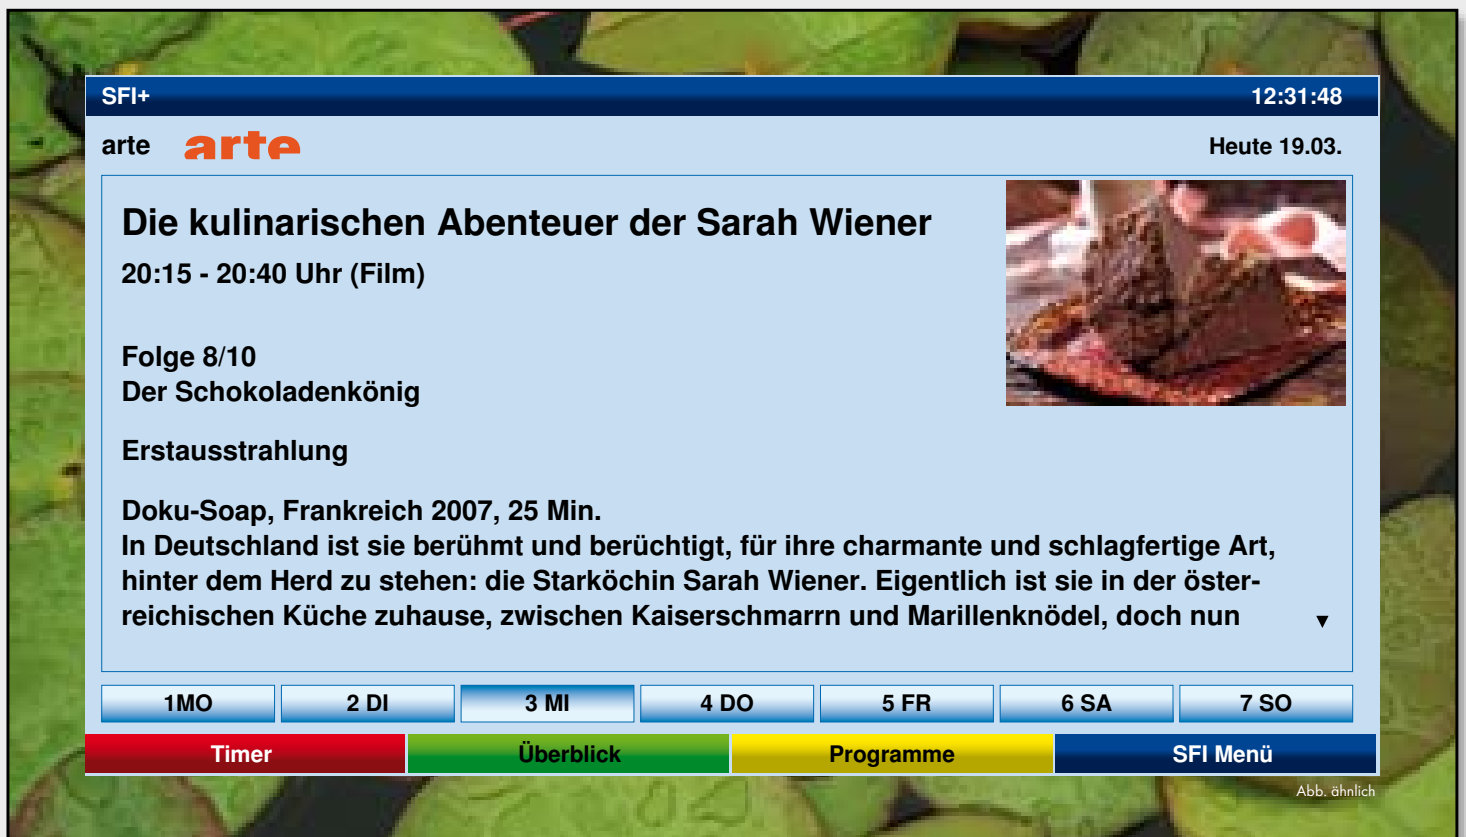 SFI+ 12:31:48
arte arte Heute 19.03.
Die kulinarischen Abenteuer der Sarah Wiener
20:15 - 20:40 Uhr (Film)
Folge 8/10
Der Schokoladenkönig
Erstausstrahlung
Doku-Soap, Frankreich 2007, 25 Min.
In Deutschland ist sie berühmt und berüchtigt, für ihre charmante und schlagfertige Art,
hinter dem Herd zu stehen: die Starköchin Sarah Wiener. Eigentlich ist sie in der öster-
reichischen Küche zuhause, zwischen Kaiserschmarrn und Marillenknödel, doch nun
1MO 2 DI 3 MI 4 DO 5 FR 6 SA 7 SO
Timer Überblick Programme SFI Menü
Abb. ähnlich